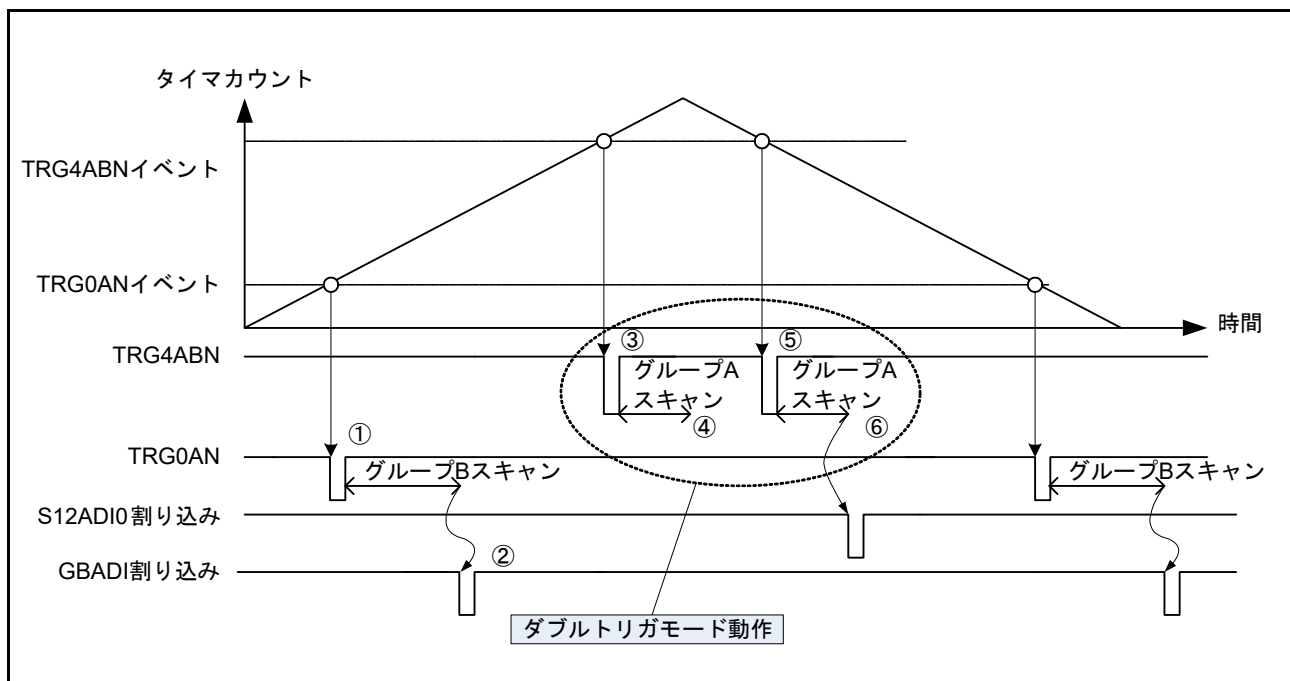 タイマカウント
TRG4ABNイベント
TRG0ANイベント
時間
TRG4ABN
③
グループA
スキャン
④
⑤
グループA
スキャン
⑥
TRG0AN
①
グループBスキャン
グループBスキャン
S12ADI0割り込み
GBADI割り込み
②
ダブルトリガモード動作